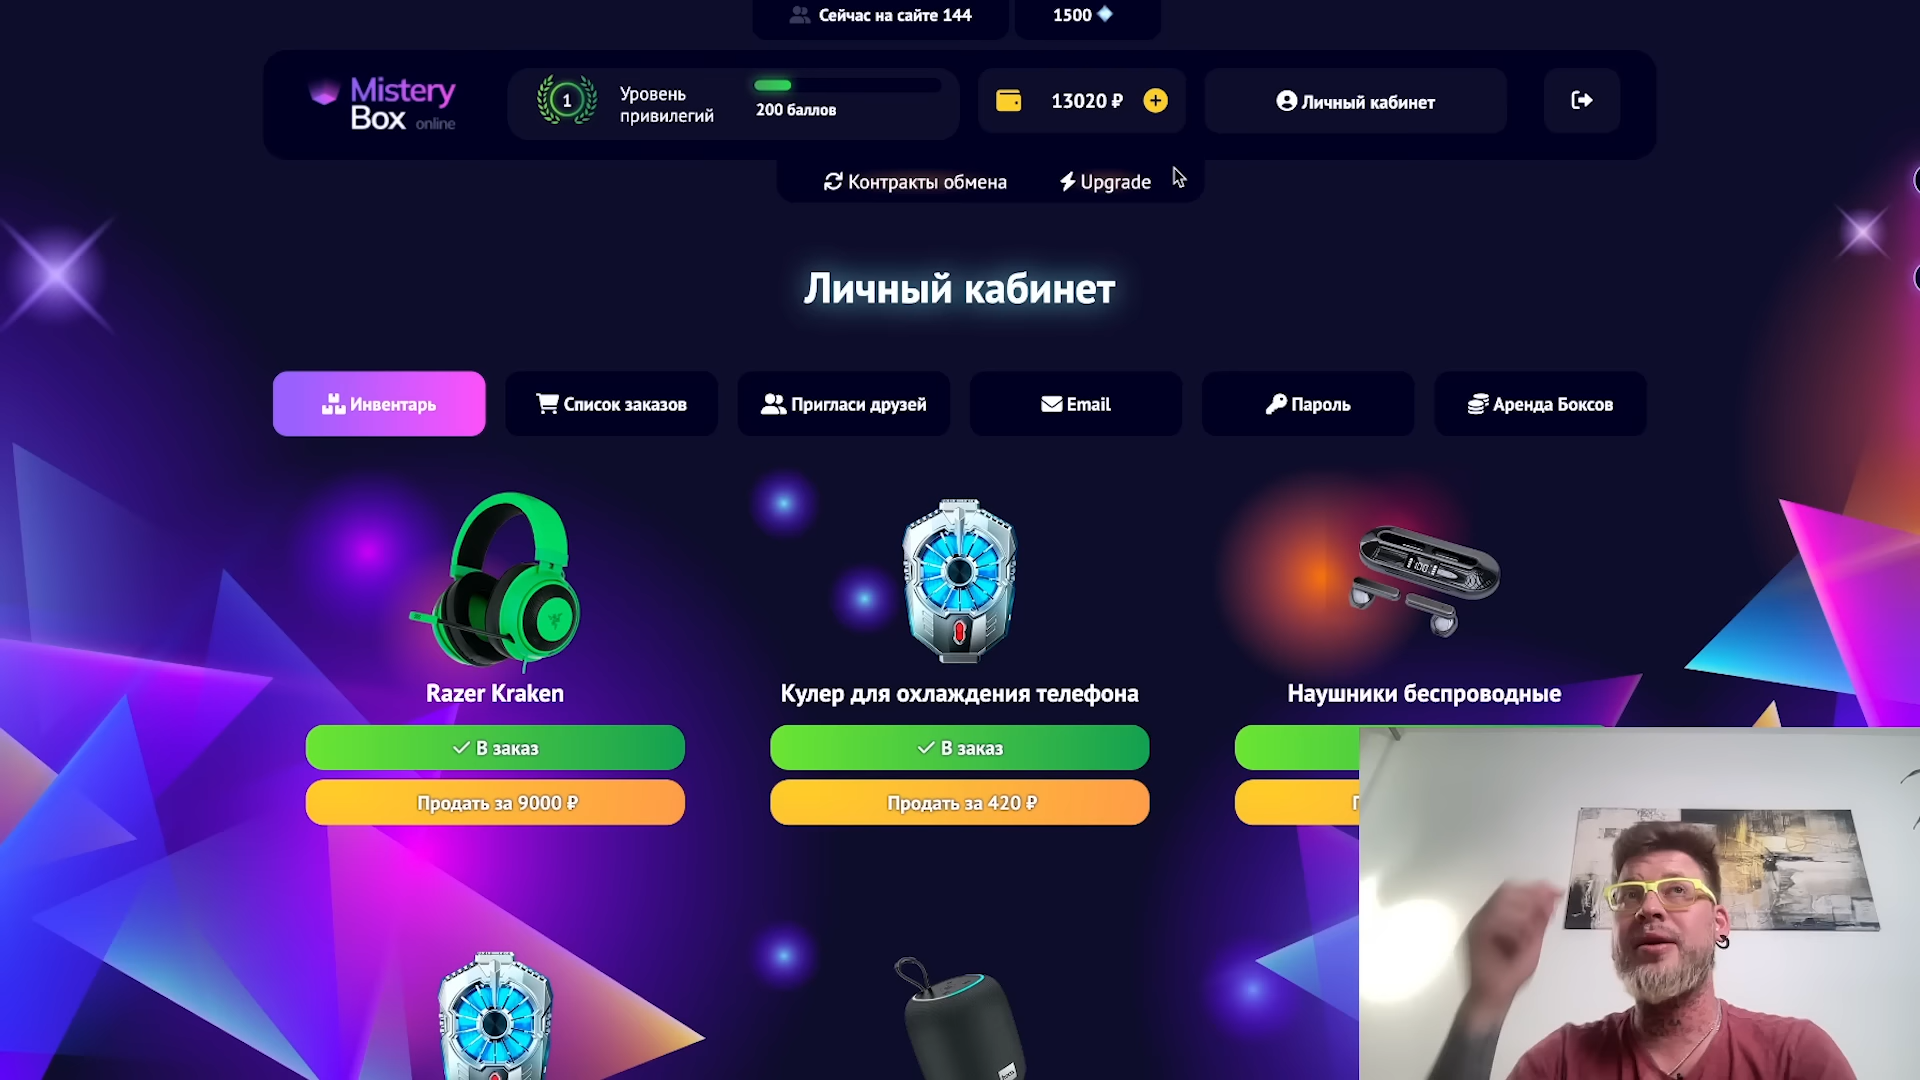 Сейчас на сайте 144
1500
Mistery
Box online
1
Уровень
привилегий
200 баллов
13020 ₽
Личный кабинет
Контракты обмена
Upgrade
Личный кабинет
Инвентарь
Список заказов
Пригласи друзей
Email
Пароль
Аренда Боксов
Razer Kraken
Кулер для охлаждения телефона
Наушники беспроводные
В заказ
В заказ
Продать за 9000 ₽
Продать за 420 ₽